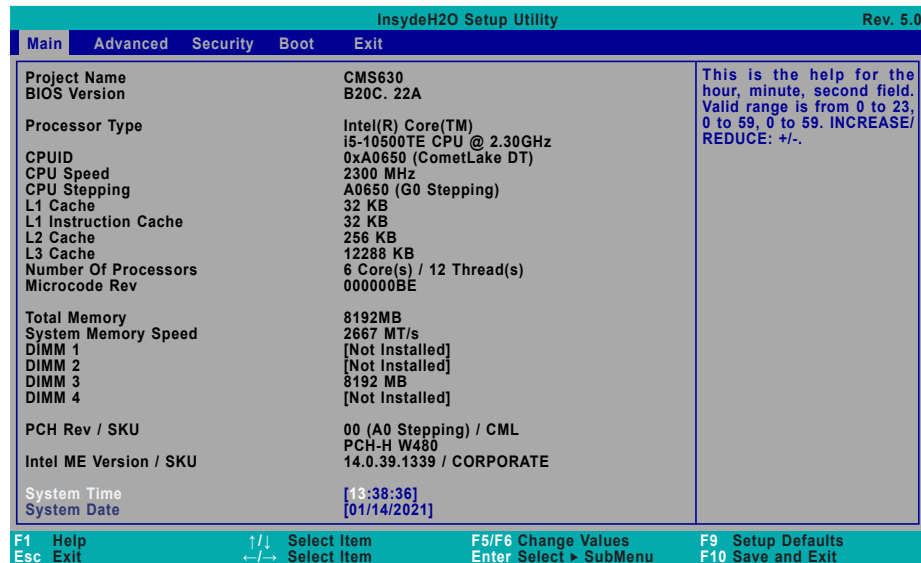 InsydeH2O Setup Utility Rev. 5.0
Main Advanced Security Boot Exit
Project Name CMS630
BIOS Version B20C. 22A
Processor Type Intel(R) Core(TM)
i5-10500TE CPU @ 2.30GHz
CPUID 0xA0650 (CometLake DT)
CPU Speed 2300 MHz
CPU Stepping A0650 (G0 Stepping)
L1 Cache 32 KB
L1 Instruction Cache 32 KB
L2 Cache 256 KB
L3 Cache 12288 KB
Number Of Processors 6 Core(s) / 12 Thread(s)
Microcode Rev 000000BE
Total Memory 8192MB
System Memory Speed 2667 MT/s
DIMM 1 [Not Installed]
DIMM 2 [Not Installed]
DIMM 3 8192 MB
DIMM 4 [Not Installed]
PCH Rev / SKU 00 (A0 Stepping) / CML
PCH-H W480
Intel ME Version / SKU 14.0.39.1339 / CORPORATE
System Time [13:38:36]
System Date [01/14/2021]
This is the help for the
hour, minute, second field.
Valid range is from 0 to 23,
0 to 59, 0 to 59. INCREASE/
REDUCE: +/-.
F1 Help ↑/↓ Select Item F5/F6 Change Values F9 Setup Defaults
Esc Exit ←/→ Select Item Enter Select ▸ SubMenu F10 Save and Exit